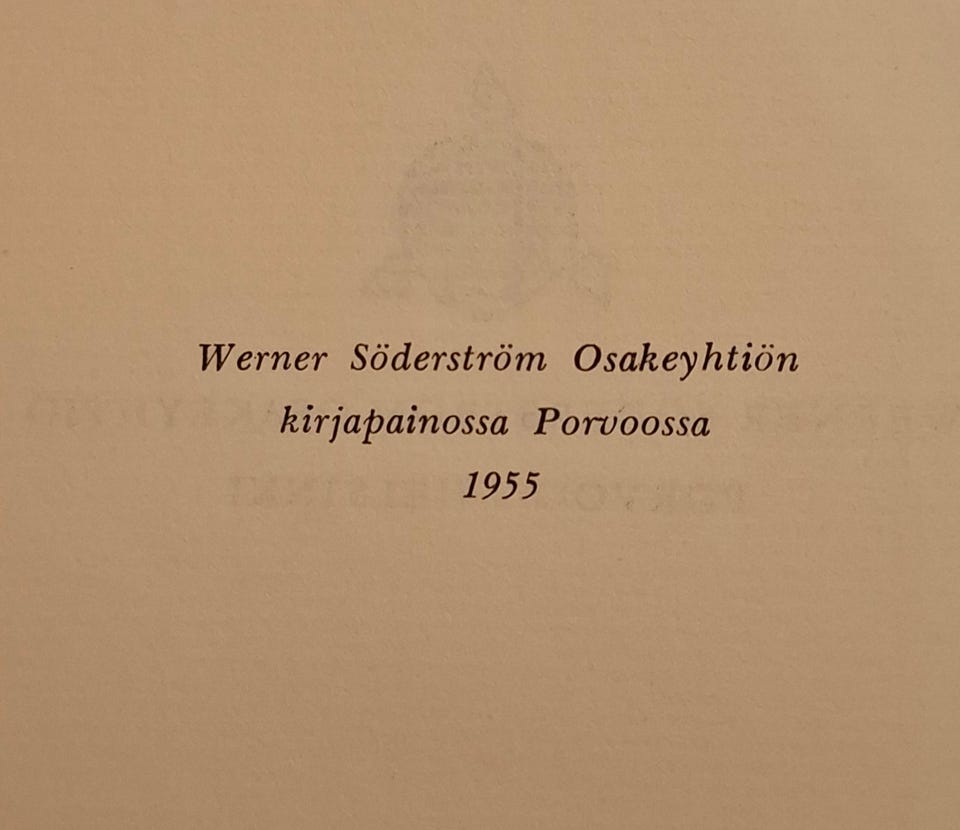 Werner Söderström Osakeyhtiön
kirjapainossa Porvoossa
1955